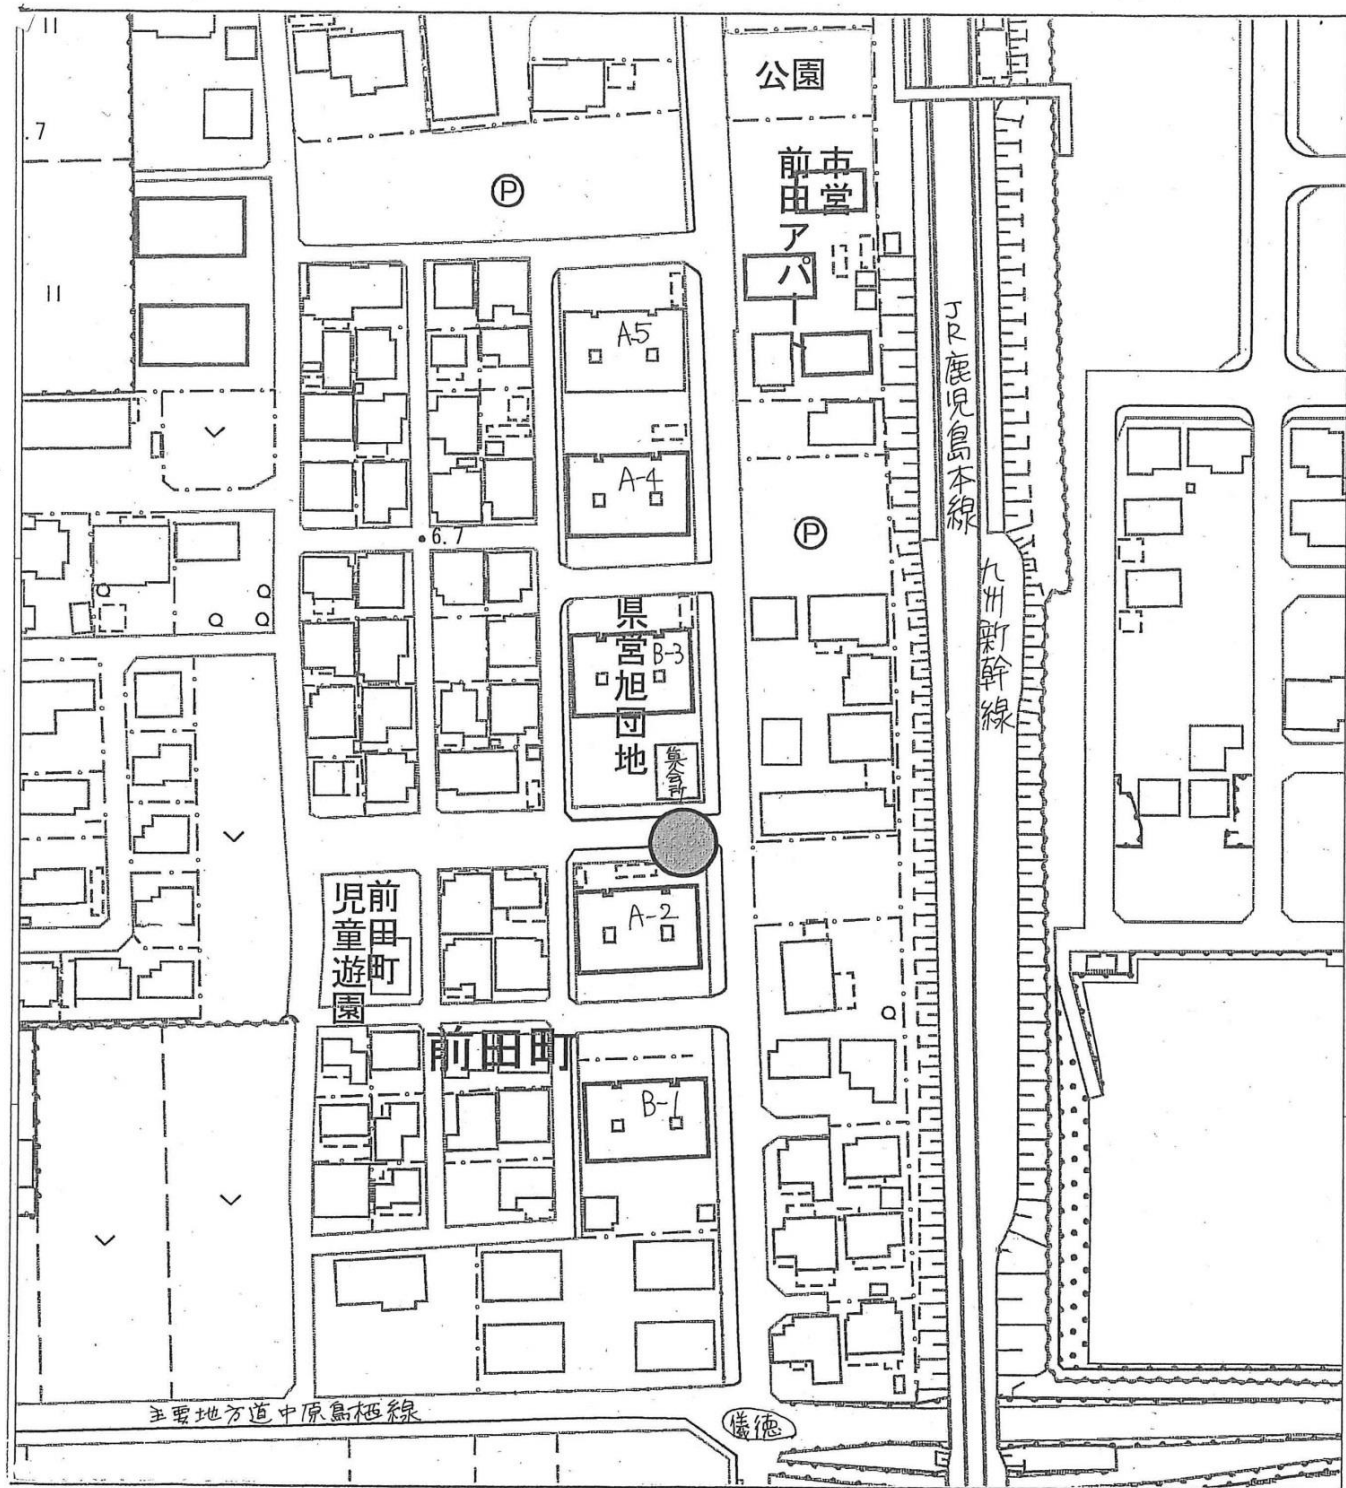 11
公園
.7
市営
前田アパート
Ⓟ
11
JR鹿児島本線
A-5
A-4
6.7
Ⓟ
九州新幹線
県営旭団地
B-3
集会所
前田町
児童遊園
A-2
前田町
B-1
主要地方道中原鳥栖線
儀徳